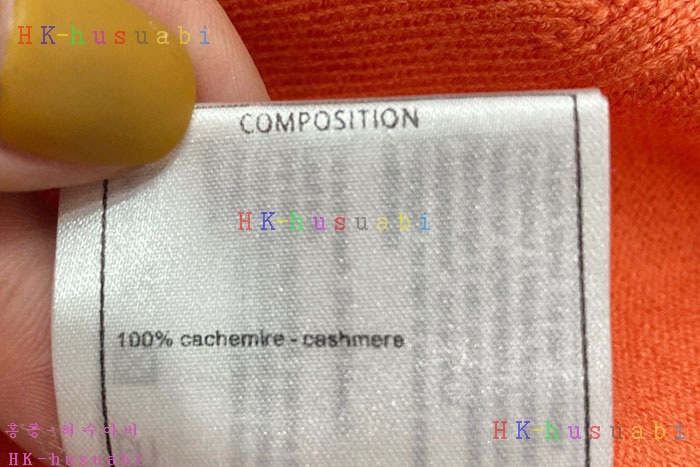 HK-husuabi
COMPOSITION
HK-husuabi
100% cachemire - cashmere
HK-husuabi
홍콩-허수아비
HK-husuabi